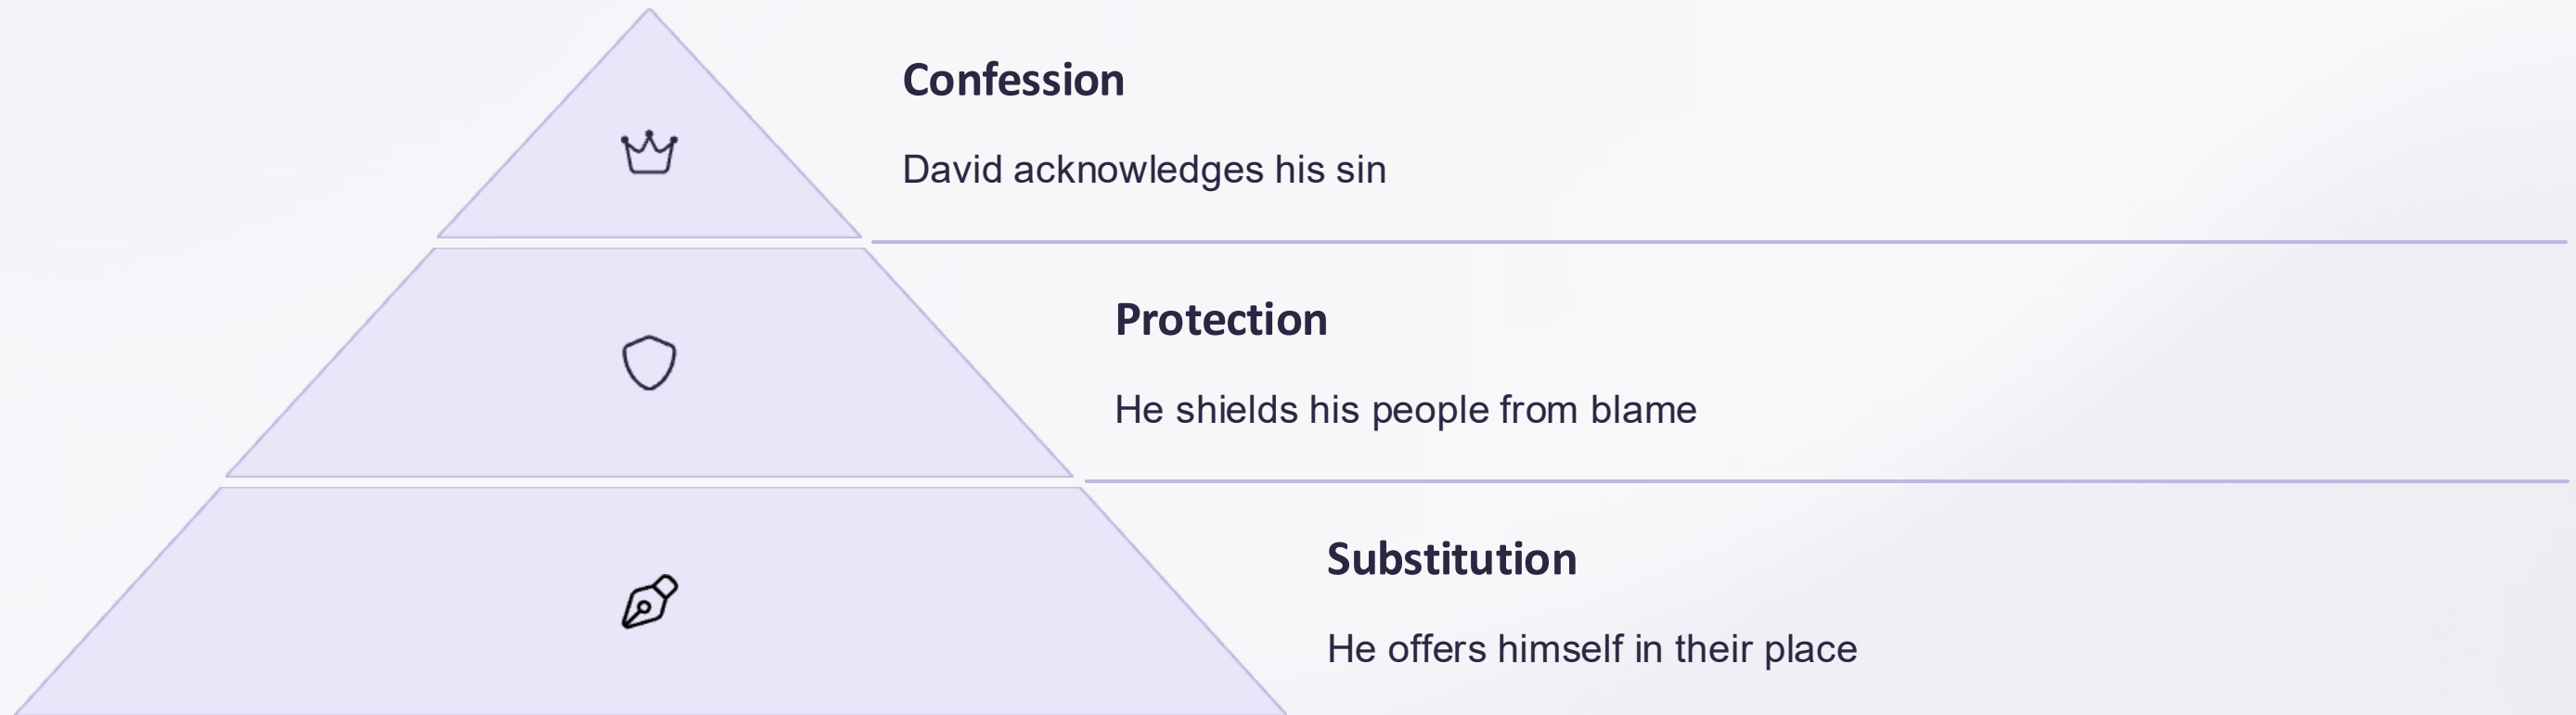 Confession
David acknowledges his sin
Protection
He shields his people from blame
Substitution
He offers himself in their place